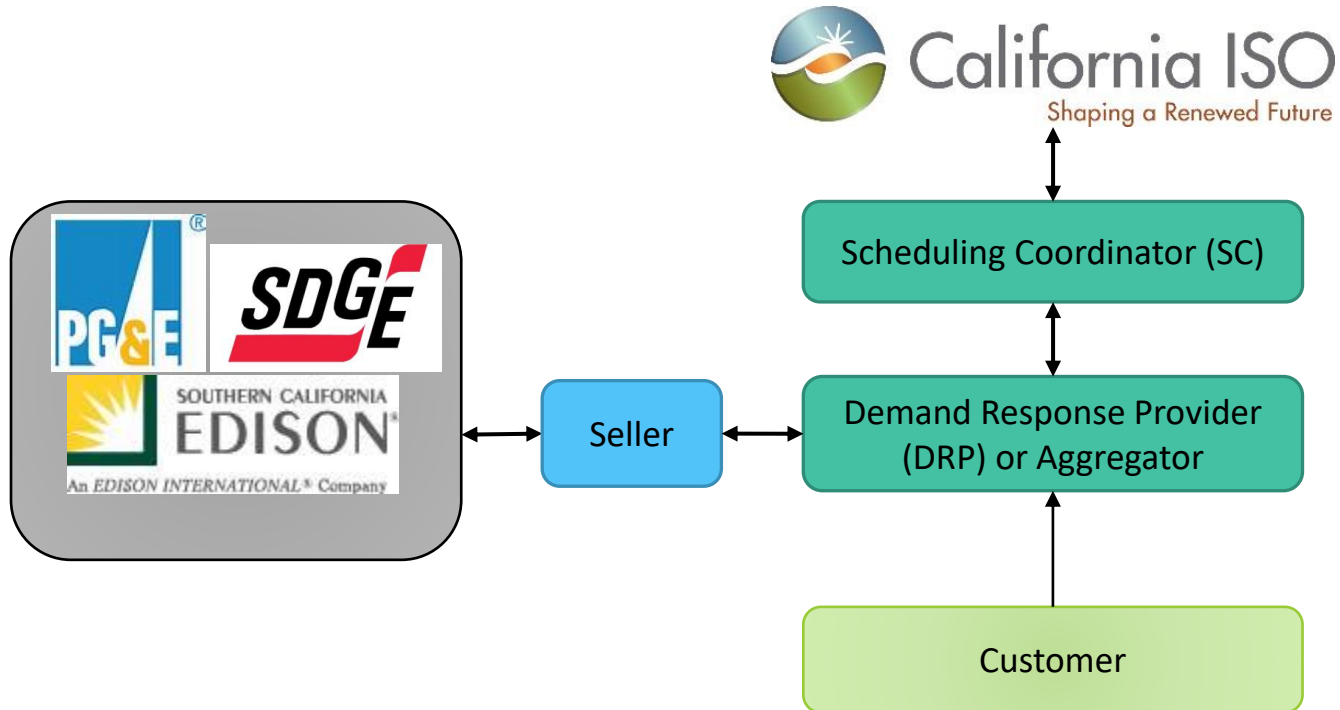 California ISO
Shaping a Renewed Future
PG&E®
SDGE
SOUTHERN CALIFORNIA
EDISON®
An EDISON INTERNATIONAL® Company
Scheduling Coordinator (SC)
Seller
Demand Response Provider
(DRP) or Aggregator
Customer